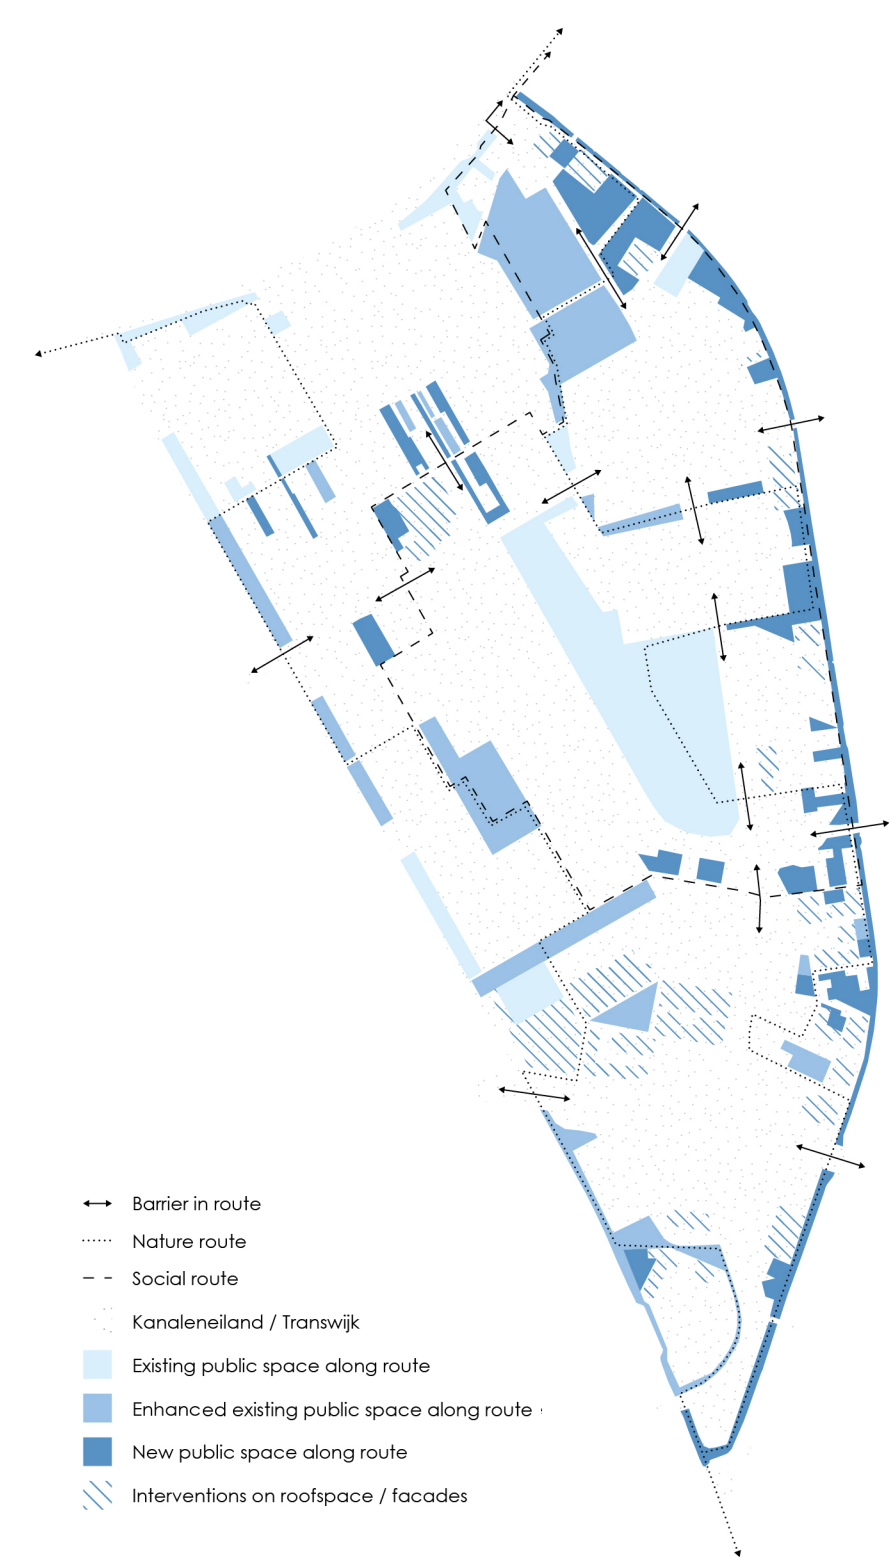 Barrier in route
Nature route
Social route
Kanaleneiland / Transwijk
Existing public space along route
Enhanced existing public space along route :
New public space along route
Interventions on roofspace / facades